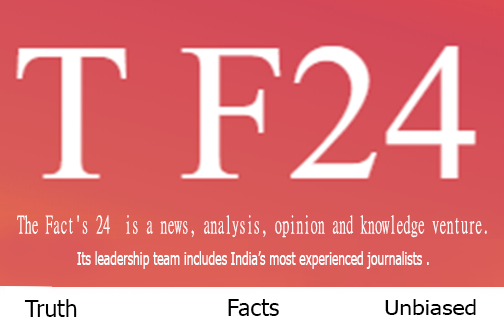 T F24
The Fact's 24 is a news, analysis, opinion and knowledge venture.
Its leadership team includes India's most experienced journalists .
Truth Facts Unbiased